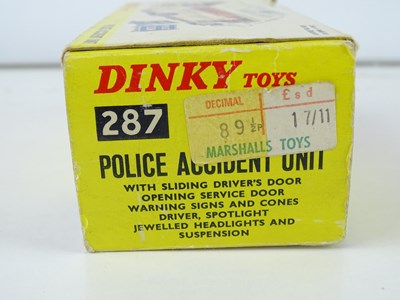 DINKY TOYS
DECIMAL £ s d
287 89½P 17/11
MARSHALLS TOYS
POLICE ACCIDENT UNIT
WITH SLIDING DRIVER'S DOOR
OPENING SERVICE DOOR
WARNING SIGNS AND CONES
DRIVER, SPOTLIGHT
JEWELLED HEADLIGHTS AND
SUSPENSION